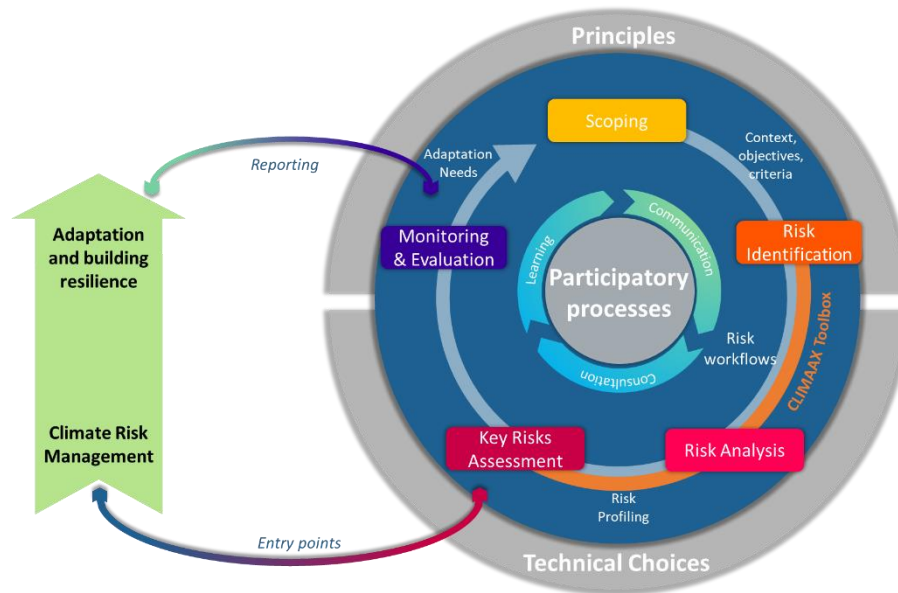 Principles
Scoping
Context,
objectives,
criteria
Adaptation
Needs
Reporting
Monitoring
& Evaluation
Risk
Identification
Learning
Communication
Participatory
processes
Consultation
Risk
workflows
CLIMAAX Toolbox
Adaptation
and building
resilience
Climate Risk
Management
Key Risks
Assessment
Risk Analysis
Risk
Profiling
Entry points
Technical Choices